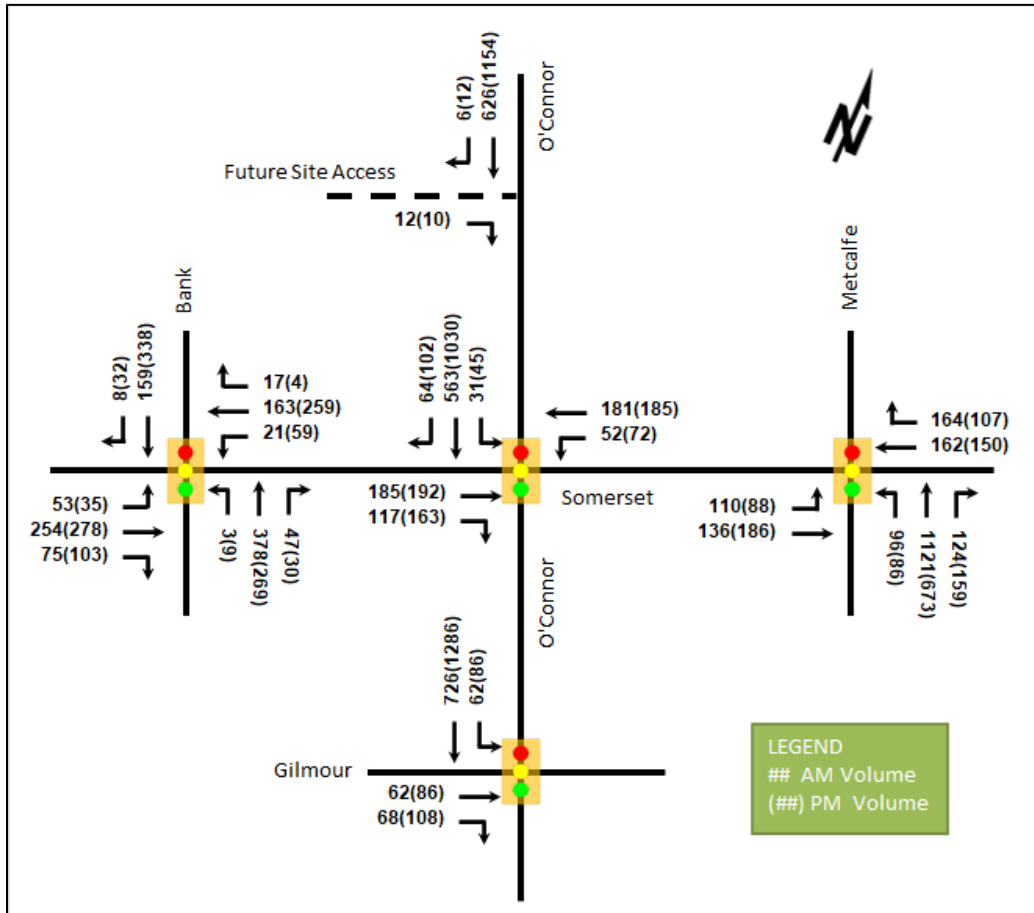 6(12)
626(1154)
O'Connor
N
Future Site Access
12(10)
Bank
Metcalfe
8(32)
159(338)
17(4)
163(259)
21(59)
64(102)
563(1030)
31(45)
181(185)
52(72)
164(107)
162(150)
53(35)
254(278)
75(103)
3(9)
378(269)
47(30)
185(192)
117(163)
Somerset
110(88)
136(186)
96(86)
1121(673)
124(159)
O'Connor
726(1286)
62(86)
Gilmour
62(86)
68(108)
LEGEND
## AM Volume
(##) PM Volume